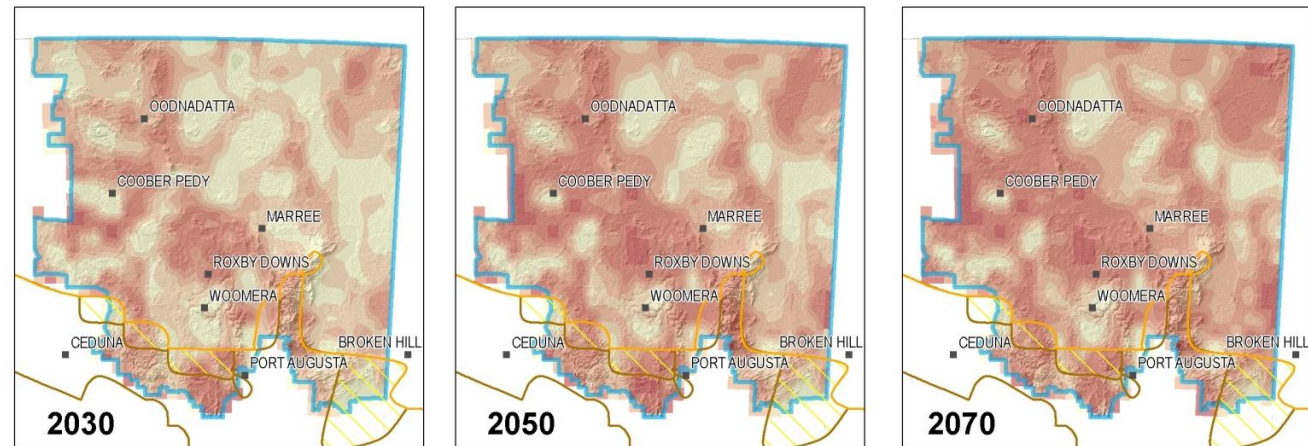 OODNADATTA
COOBER PEDY
MARREE
ROXBY DOWNS
WOOMERA
CEDUNA
BROKEN HILL
PORT AUGUSTA
2030
OODNADATTA
COOBER PEDY
MARREE
ROXBY DOWNS
WOOMERA
CEDUNA
BROKEN HILL
PORT AUGUSTA
2050
OODNADATTA
COOBER PEDY
MARREE
ROXBY DOWNS
WOOMERA
CEDUNA
BROKEN HILL
PORT AUGUSTA
2070